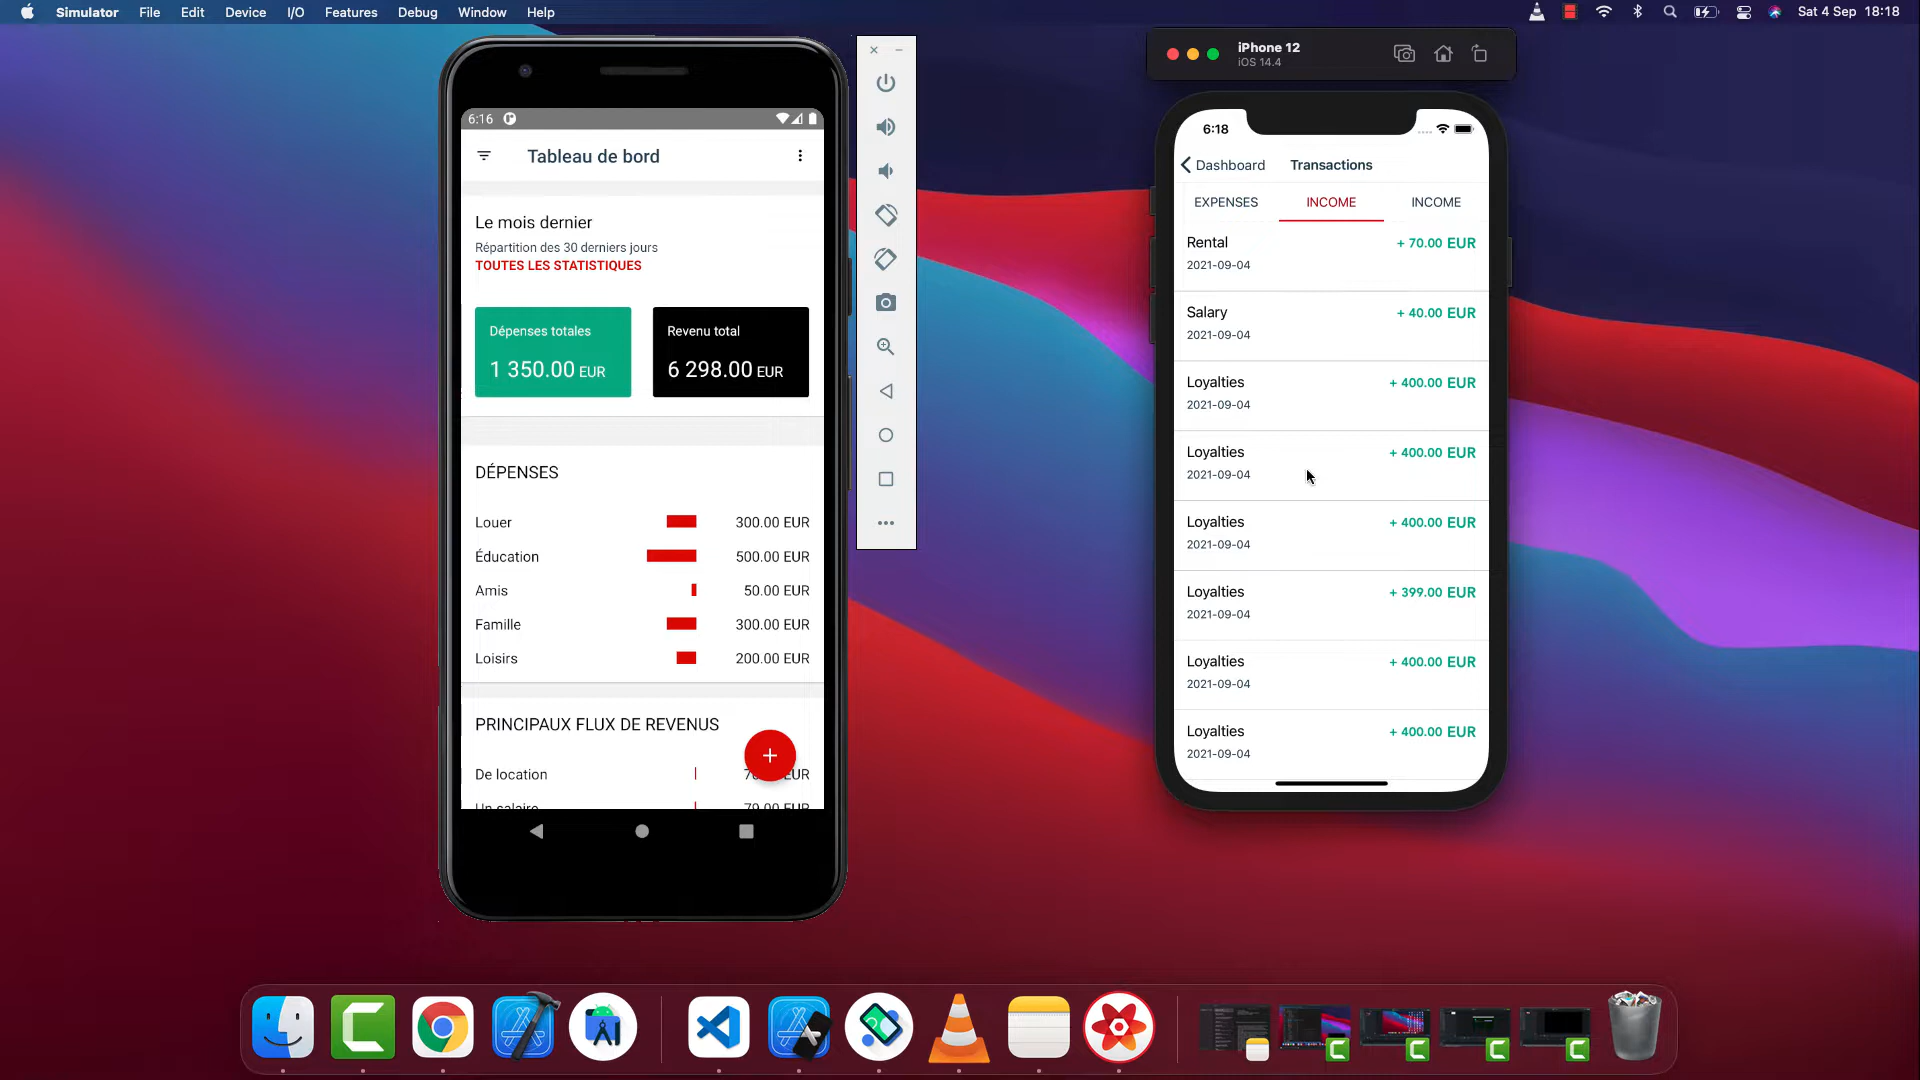 Simulator File Edit Device I/O Features Debug Window Help Sat 4 Sep 18:18
6:16
Tableau de bord
Le mois dernier
Répartition des 30 derniers jours
TOUTES LES STATISTIQUES
Dépenses totales
1 350.00 EUR
Revenu total
6 298.00 EUR
DÉPENSES
Louer 300.00 EUR
Éducation 500.00 EUR
Amis 50.00 EUR
Famille 300.00 EUR
Loisirs 200.00 EUR
PRINCIPAUX FLUX DE REVENUS
De location
Un salaire 79.00 EUR
iPhone 12
iOS 14.4
6:18
Dashboard Transactions
EXPENSES INCOME INCOME
Rental + 70.00 EUR
2021-09-04
Salary + 40.00 EUR
2021-09-04
Loyalties + 400.00 EUR
2021-09-04
Loyalties + 400.00 EUR
2021-09-04
Loyalties + 400.00 EUR
2021-09-04
Loyalties + 399.00 EUR
2021-09-04
Loyalties + 400.00 EUR
2021-09-04
Loyalties + 400.00 EUR
2021-09-04